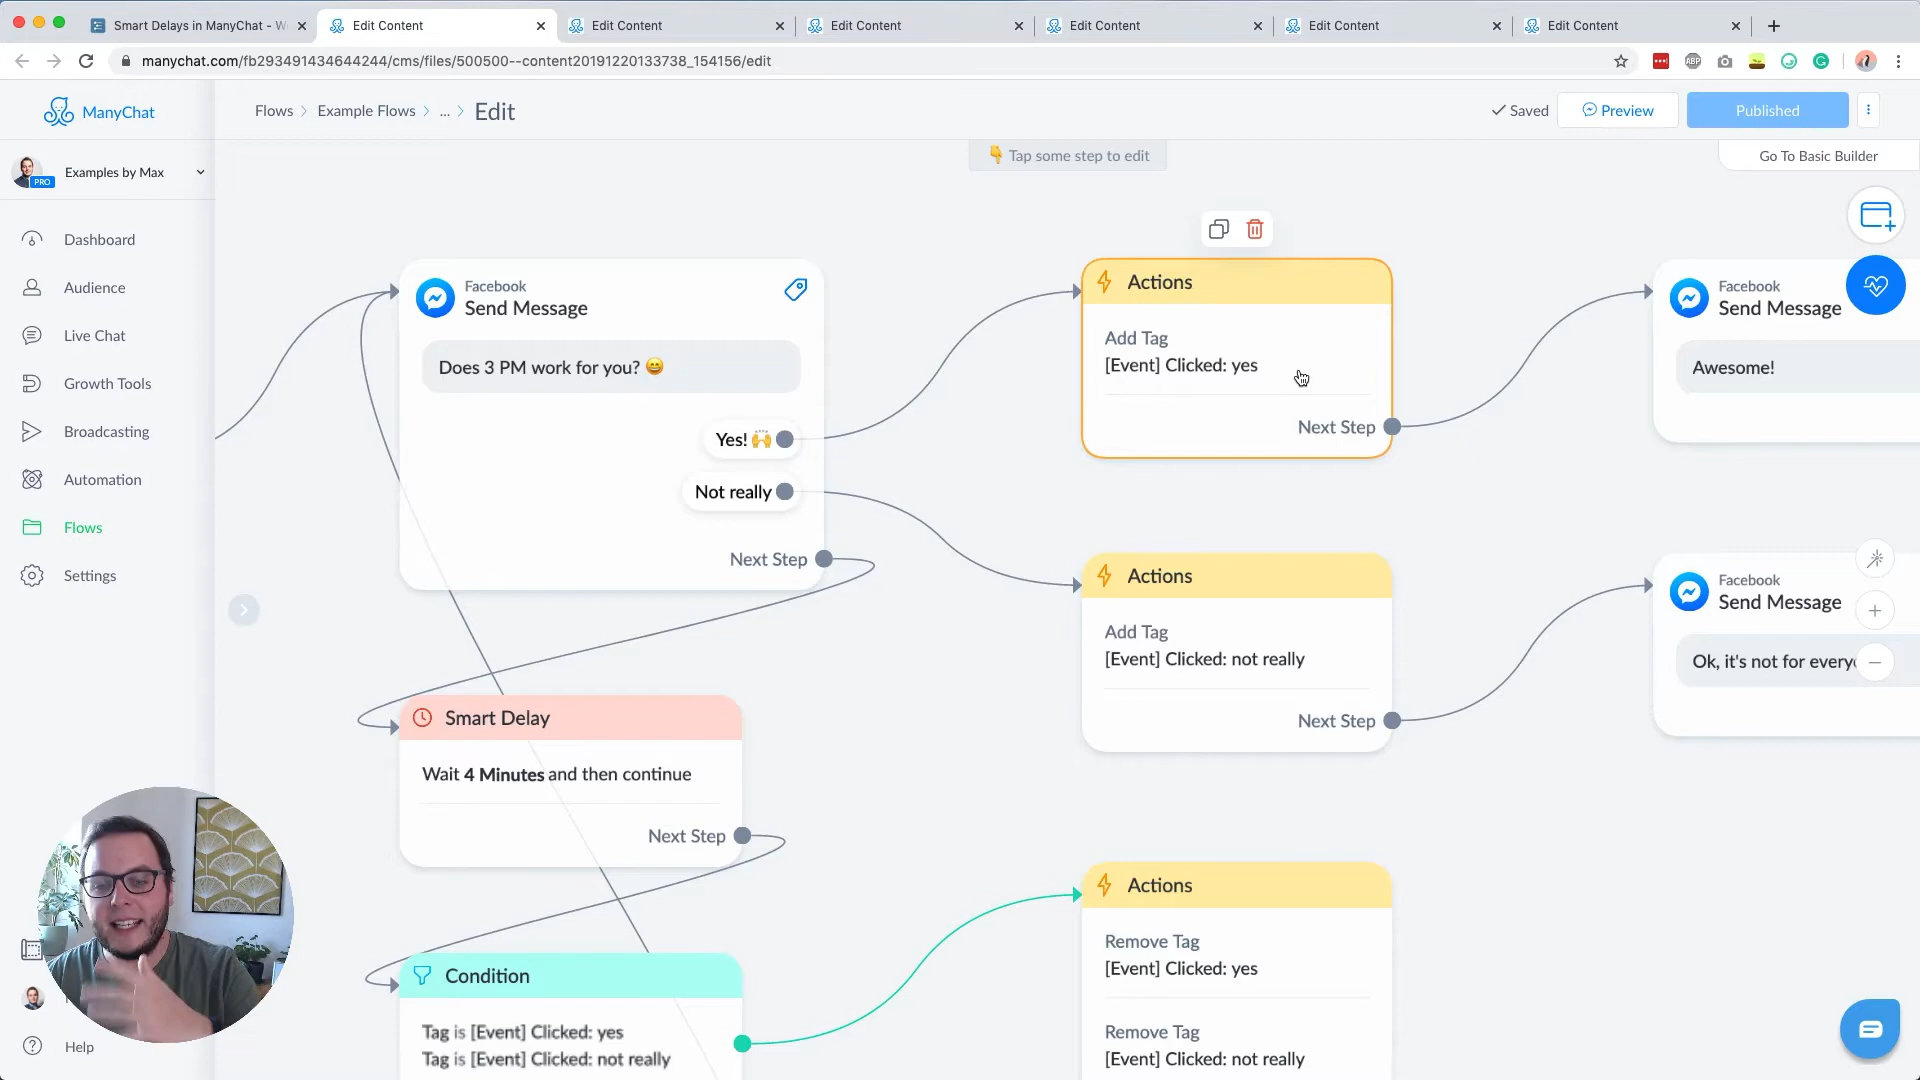 Smart Delays in ManyChat - W
Edit Content
Edit Content
Edit Content
Edit Content
Edit Content
Edit Content
manychat.com/fb293491434644244/cms/files/500500--content20191220133738_154156/edit
ABP
ManyChat
Flows
Example Flows
...
Edit
Saved
Preview
Published
Tap some step to edit
Go To Basic Builder
PRO
Examples by Max
Dashboard
Audience
Live Chat
Growth Tools
Broadcasting
Automation
Flows
Settings
Help
Facebook
Send Message
Does 3 PM work for you? 😄
Yes! 🙌
Not really
Next Step
Smart Delay
Wait 4 Minutes and then continue
Next Step
Condition
Tag is [Event] Clicked: yes
Tag is [Event] Clicked: not really
Actions
Add Tag
[Event] Clicked: yes
Next Step
Actions
Add Tag
[Event] Clicked: not really
Next Step
Actions
Remove Tag
[Event] Clicked: yes
Remove Tag
[Event] Clicked: not really
Facebook
Send Message
Awesome!
Facebook
Send Message
Ok, it's not for every